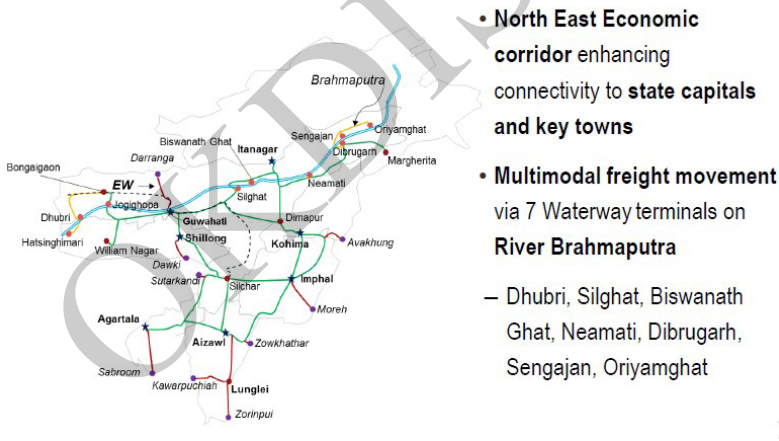 Brahmaputra
Sengajan
Oriyamghat
Biswanath Ghat
Itanagar
Dibrugarh
Margherita
Darranga
Bongaigaon
EW
Neamati
Jogighopa
Silghat
Dhubri
Guwahati
Dimapur
Hatsinghimari
Shillong
Kohima
Avakhung
William Nagar
Dawki
Sutarkandi
Silchar
Imphal
Moreh
Agartala
Aizawl
Zowkhathar
Sabroom
Kawarpuchiah
Lunglei
Zorinpui
• North East Economic
corridor enhancing
connectivity to state capitals
and key towns
• Multimodal freight movement
via 7 Waterway terminals on
River Brahmaputra
– Dhubri, Silghat, Biswanath
Ghat, Neamati, Dibrugarh,
Sengajan, Oriyamghat